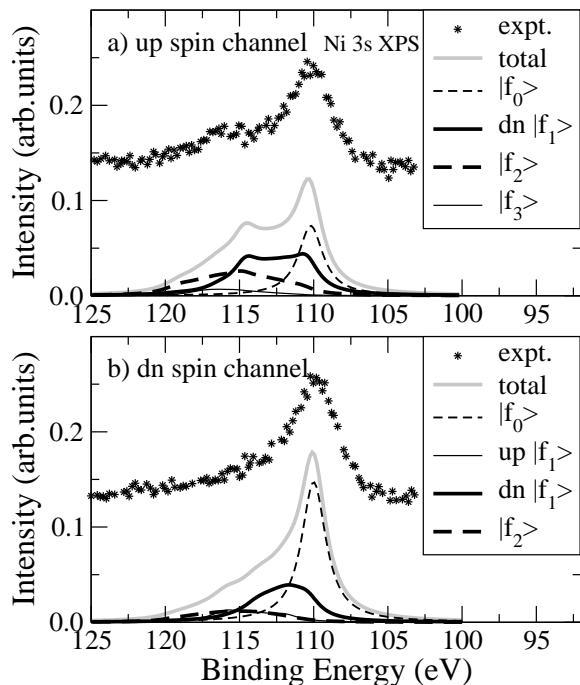 a) up spin channel Ni 3s XPS
expt.
total
|f0>
dn |f1>
|f2>
|f3>
Intensity (arb.units)
0.2
0.1
0.0
125 120 115 110 105 100 95
b) dn spin channel
expt.
total
|f0>
up |f1>
dn |f1>
|f2>
Intensity (arb.units)
0.2
0.1
0
125 120 115 110 105 100 95
Binding Energy (eV)